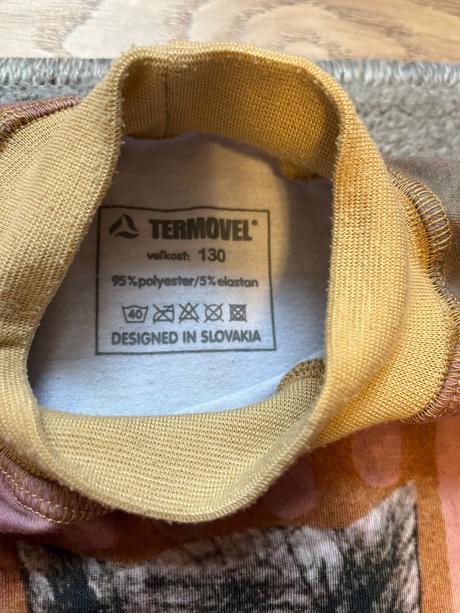 TERMOVEL®
veľkosť: 130
95%polyester/5%elastan
40
DESIGNED IN SLOVAKIA